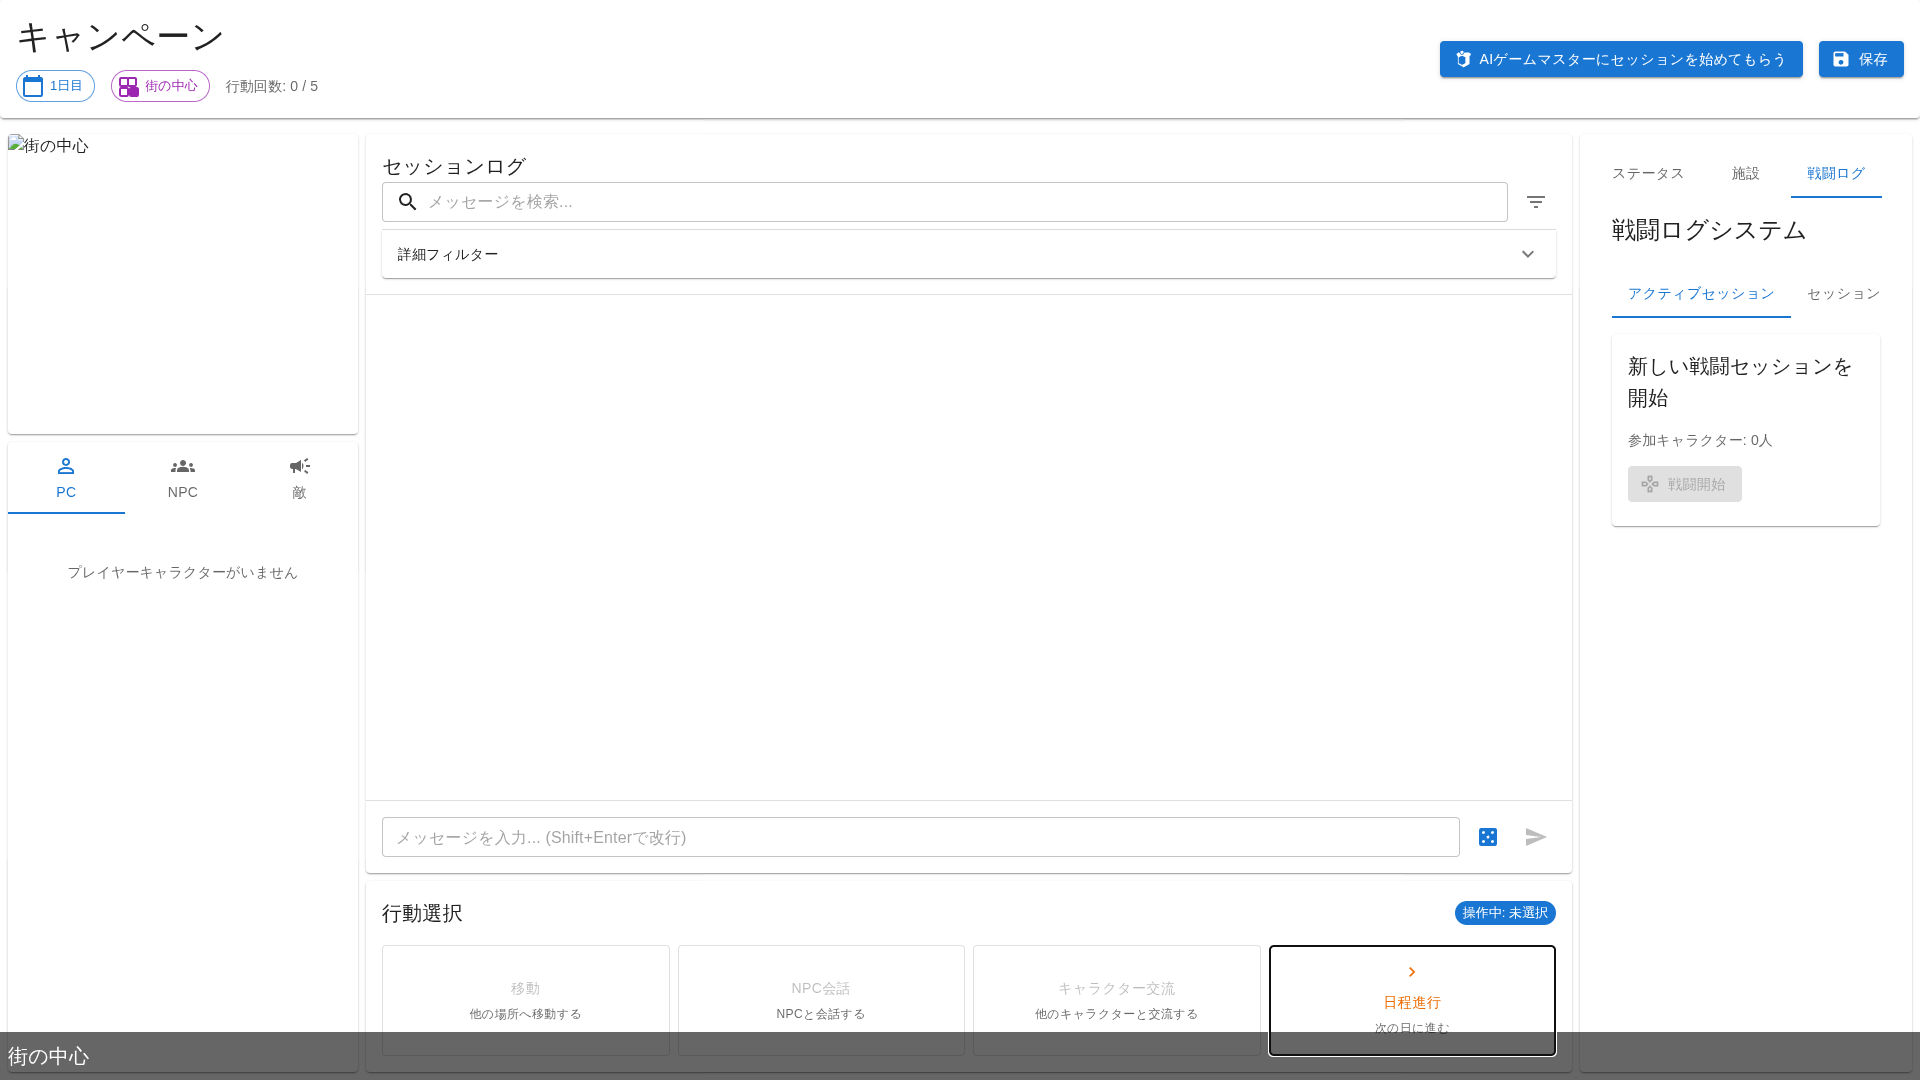 キャンペーン
1日目
街の中心
行動回数: 0 / 5
AIゲームマスターにセッションを始めてもらう
保存
街の中心
PC
NPC
敵
プレイヤーキャラクターがいません
セッションログ
メッセージを検索...
詳細フィルター
メッセージを入力... (Shift+Enterで改行)
行動選択
操作中: 未選択
移動
他の場所へ移動する
NPC会話
NPCと会話する
キャラクター交流
他のキャラクターと交流する
日程進行
次の日に進む
ステータス
施設
戦闘ログ
戦闘ログシステム
アクティブセッション
セッション
新しい戦闘セッションを
開始
参加キャラクター: 0人
戦闘開始
街の中心